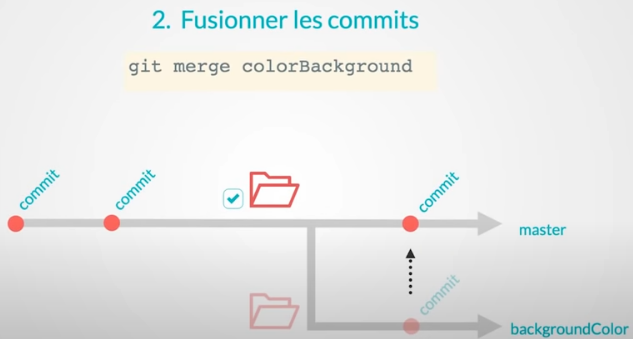 2. Fusionner les commits
git merge colorBackground
commit
commit
commit
master
commit
backgroundColor